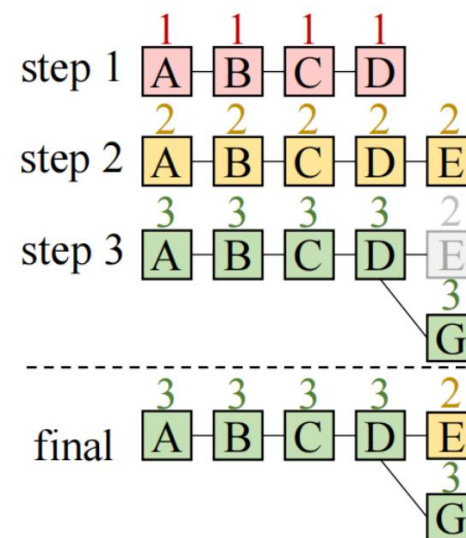 1 1 1 1
step 1 A B C D
2 2 2 2 2
step 2 A B C D E
3 3 3 3 2
step 3 A B C D E
3
G
3 3 3 3 2
final A B C D E
3
G